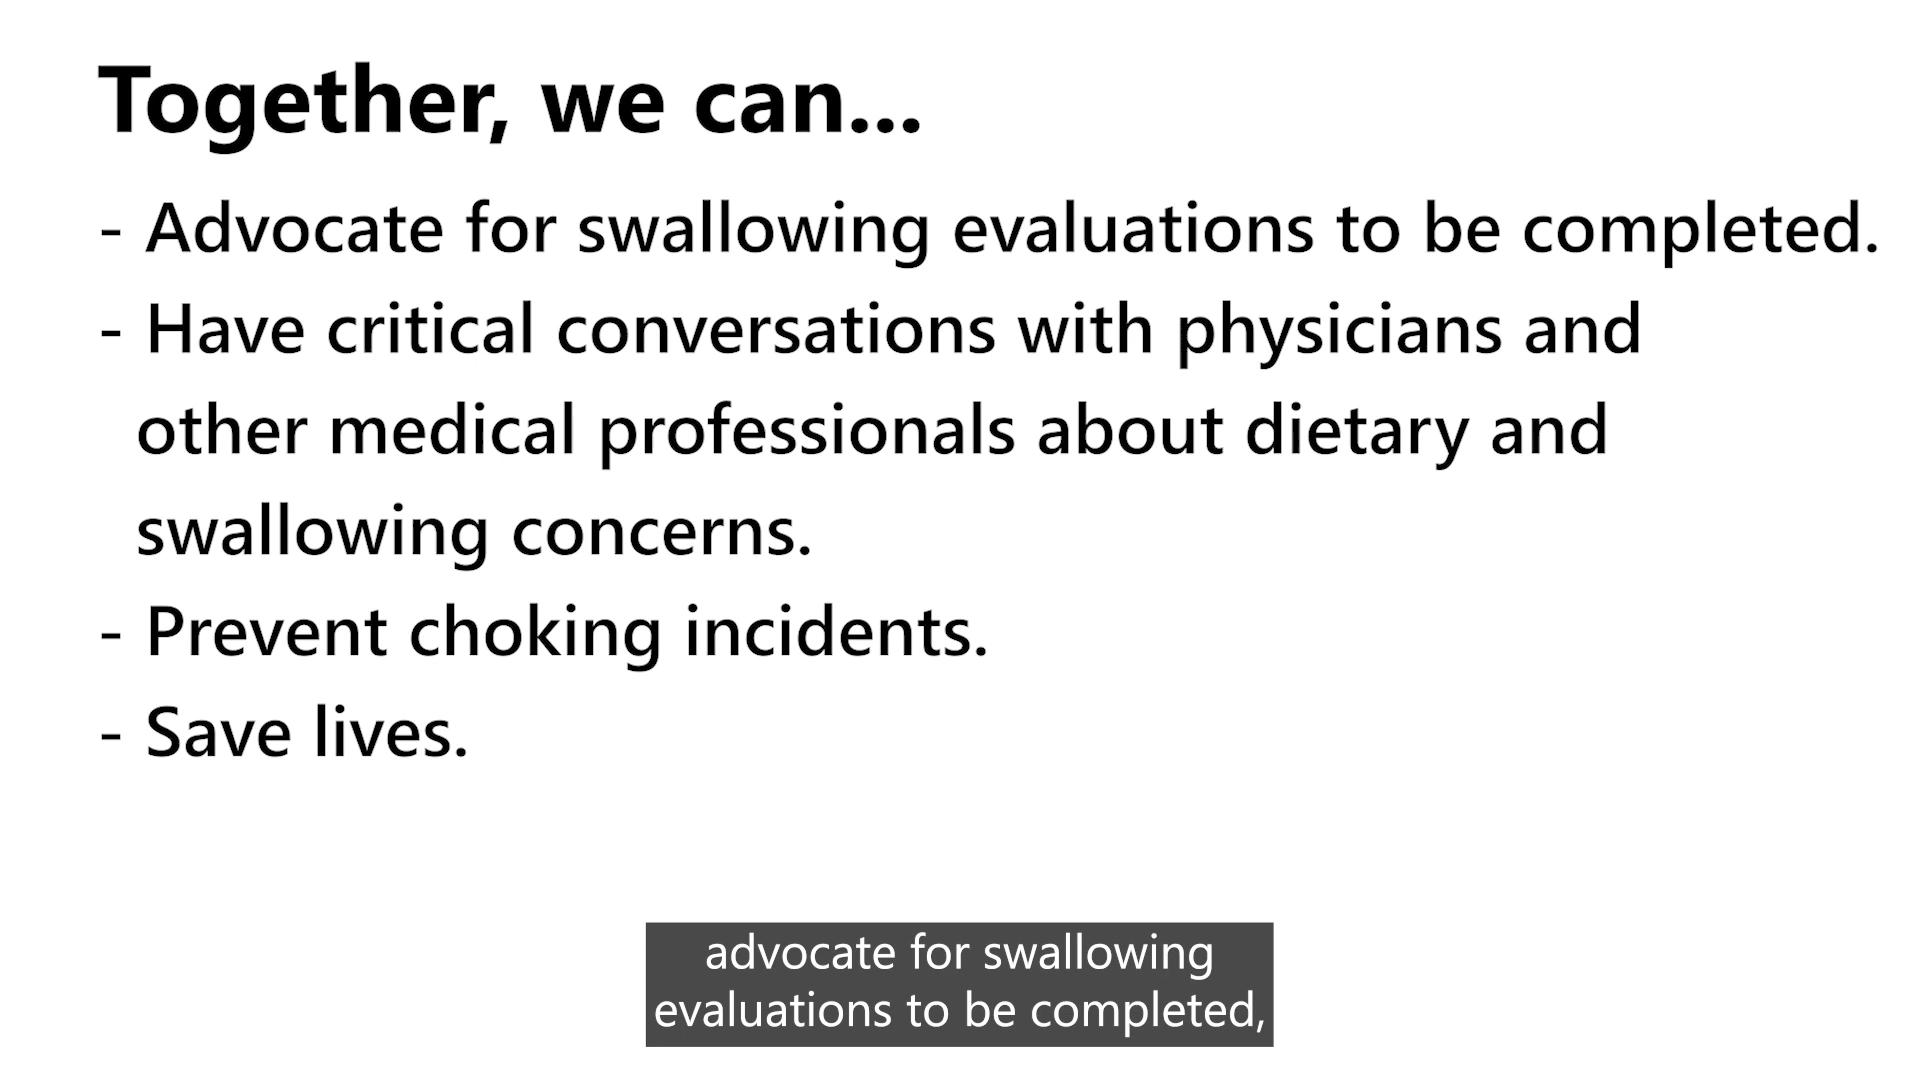 Together, we can...
- Advocate for swallowing evaluations to be completed.
- Have critical conversations with physicians and
other medical professionals about dietary and
swallowing concerns.
- Prevent choking incidents.
- Save lives.
advocate for swallowing
evaluations to be completed,